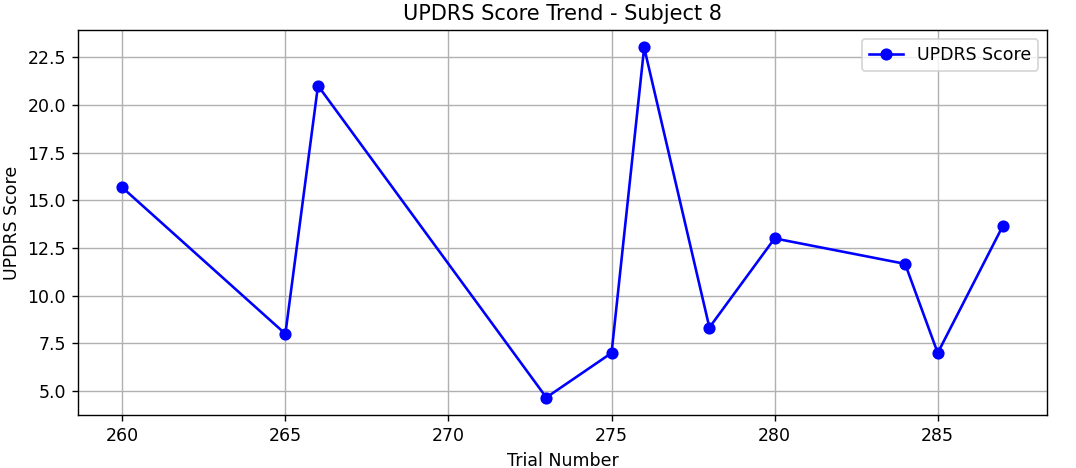 UPDRS Score Trend - Subject 8
UPDRS Score
22.5
20.0
17.5
15.0
12.5
10.0
7.5
5.0
UPDRS Score
260 265 270 275 280 285
Trial Number